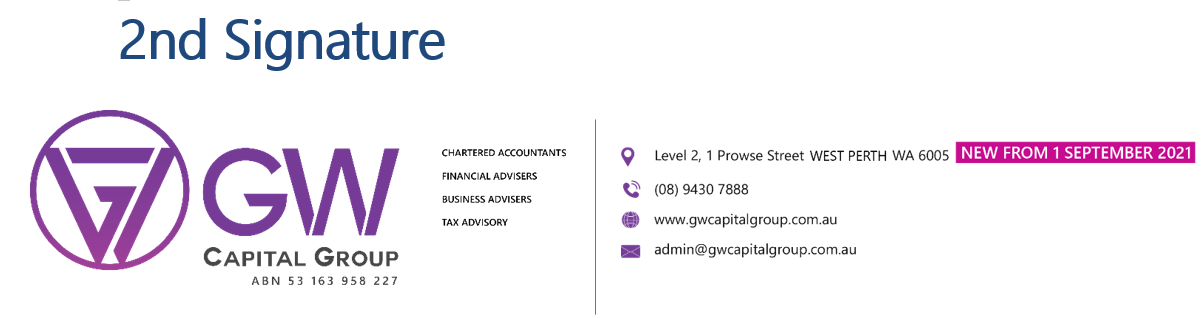 2nd Signature
GW
CAPITAL GROUP
ABN 53 163 958 227
CHARTERED ACCOUNTANTS
FINANCIAL ADVISERS
BUSINESS ADVISERS
TAX ADVISORY
Level 2, 1 Prowse Street WEST PERTH WA 6005 NEW FROM 1 SEPTEMBER 2021
(08) 9430 7888
www.gwcapitalgroup.com.au
admin@gwcapitalgroup.com.au